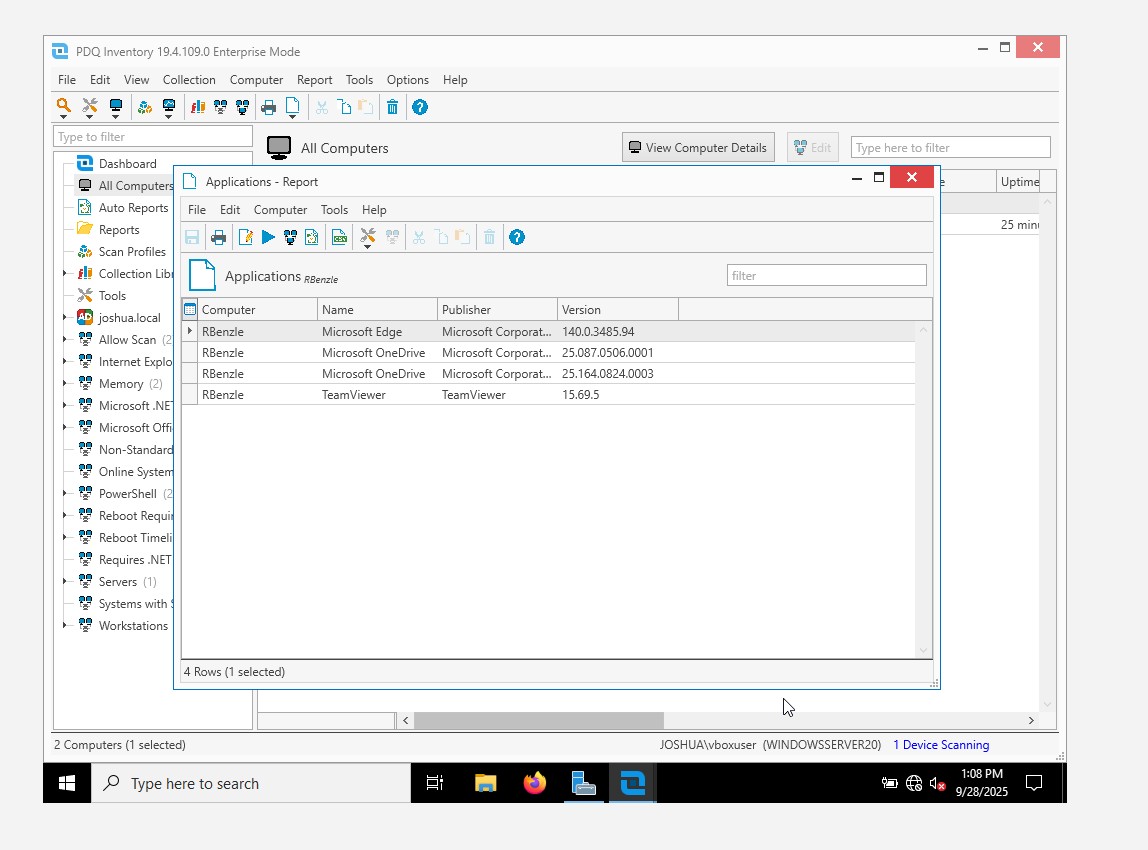 PDQ Inventory 19.4.109.0 Enterprise Mode
File Edit View Collection Computer Report Tools Options Help
Type to filter
All Computers
View Computer Details
Edit
Type here to filter
Dashboard
All Computers
Auto Reports
Reports
Scan Profiles
Collection Libr
Tools
joshua.local
Allow Scan (2
Internet Explo
Memory (2)
Microsoft .NET
Microsoft Offi
Non-Standard
Online System
PowerShell (2
Reboot Requir
Reboot Timeli
Requires .NET
Servers (1)
Systems with S
Workstations
e Uptime
25 minu
Applications - Report
File Edit Computer Tools Help
CSV
Applications RBenzle
filter
Computer Name Publisher Version
RBenzle Microsoft Edge Microsoft Corporat... 140.0.3485.94
RBenzle Microsoft OneDrive Microsoft Corporat... 25.087.0506.0001
RBenzle Microsoft OneDrive Microsoft Corporat... 25.164.0824.0003
RBenzle TeamViewer TeamViewer 15.69.5
4 Rows (1 selected)
2 Computers (1 selected)
JOSHUA\vboxuser (WINDOWSSERVER20) 1 Device Scanning
Type here to search
1:08 PM
9/28/2025